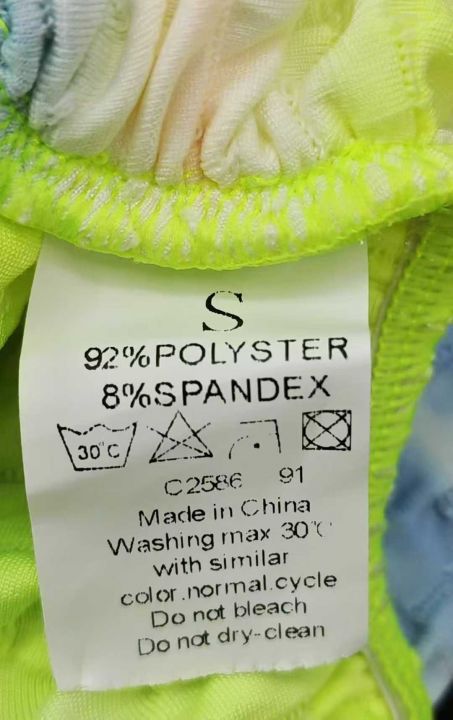 S
92%POLYSTER
8%SPANDEX
30°C
C2586 91
Made in China
Washing max 30℃
with similar
color.normal.cycle
Do not bleach
Do not dry-clean